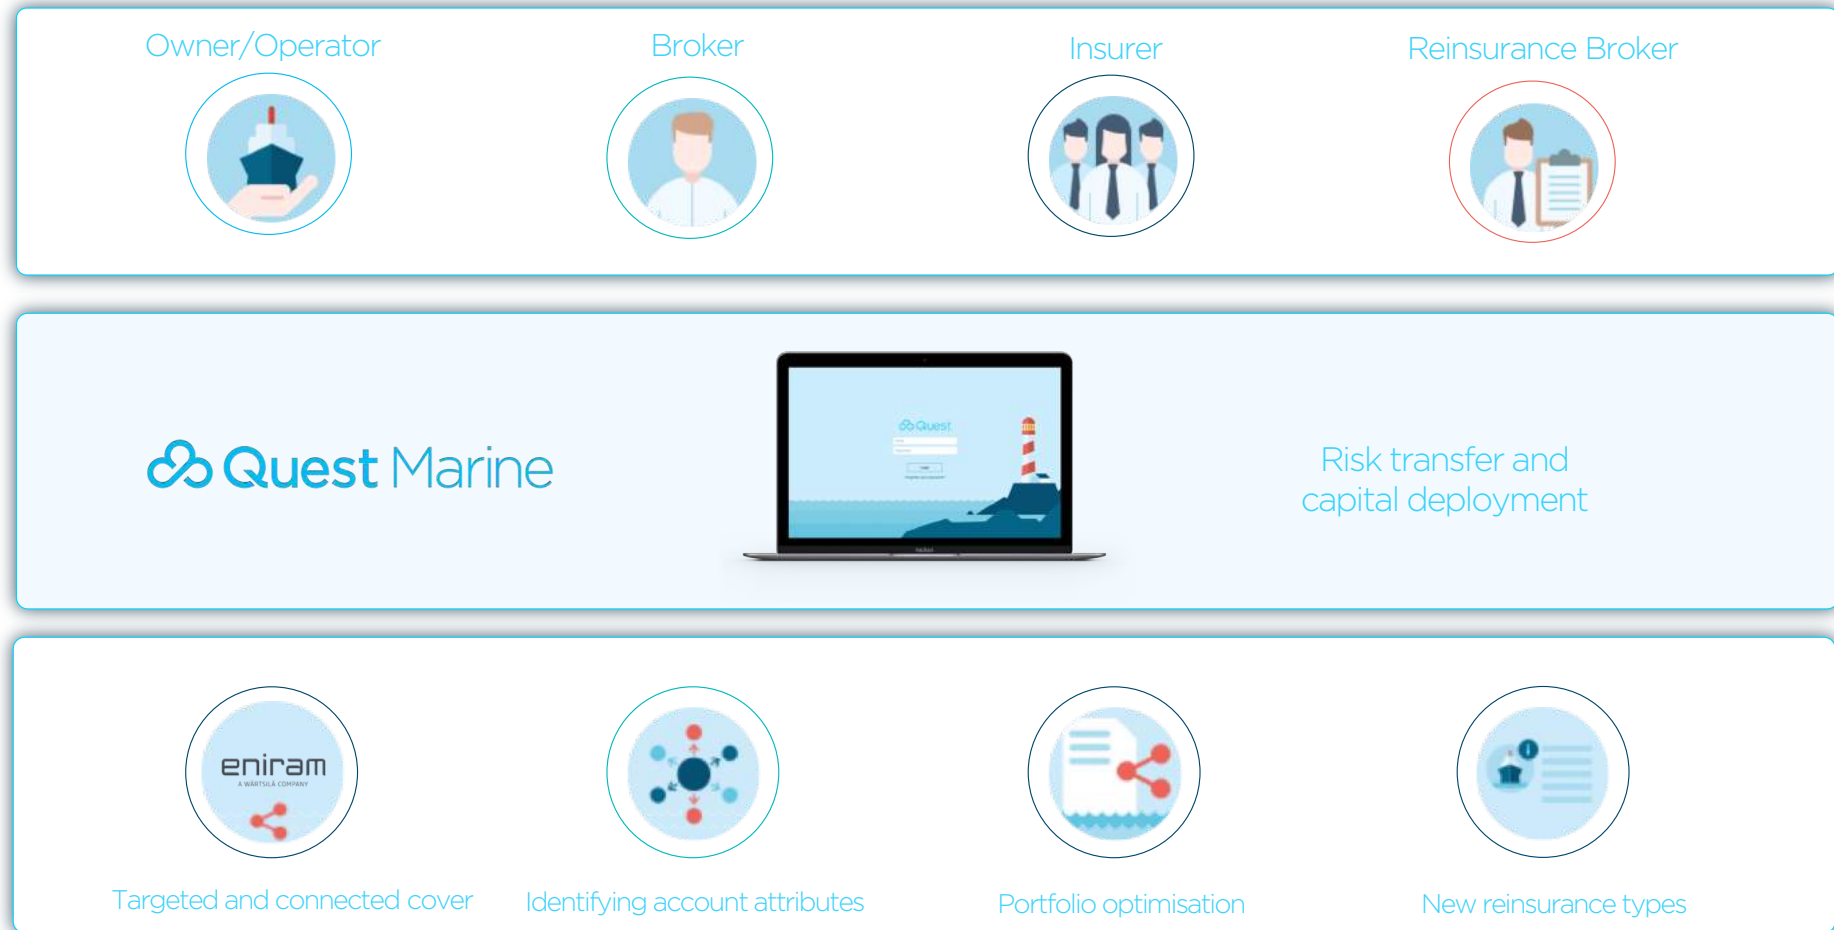 Owner/Operator
Broker
Insurer
Reinsurance Broker
Quest Marine
Quest
Risk transfer and
capital deployment
eniram
A WÄRTSILÄ COMPANY
Targeted and connected cover
Identifying account attributes
Portfolio optimisation
New reinsurance types